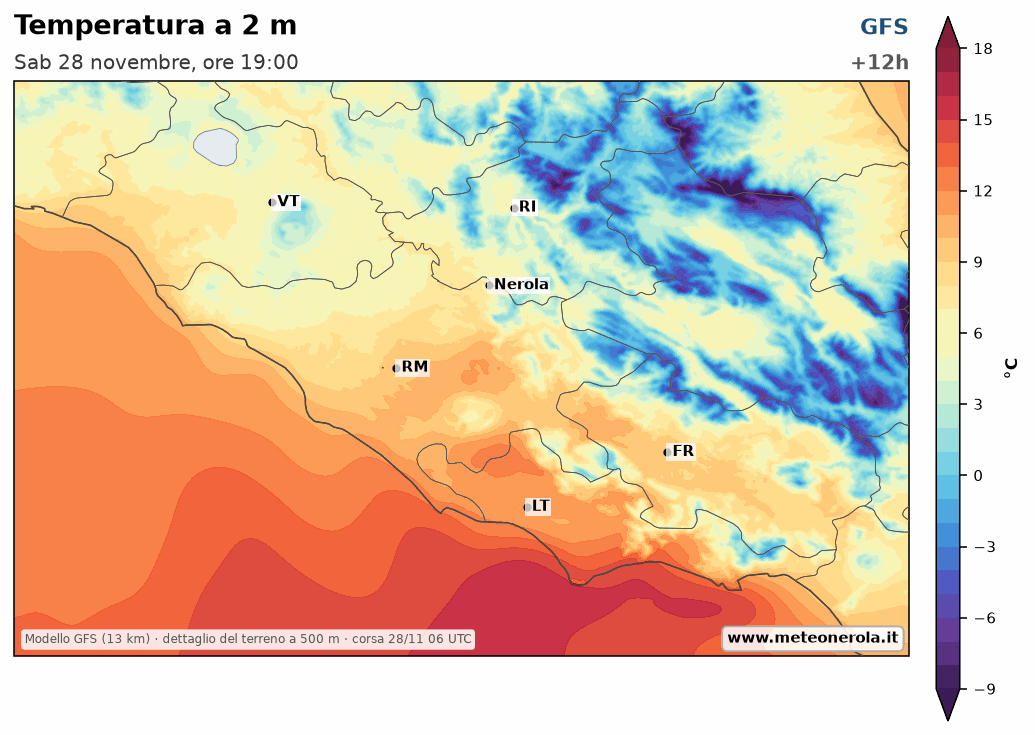 Temperatura a 2 m
GFS
Sab 28 novembre, ore 19:00
+12h
VT
RI
Nerola
RM
FR
LT
Modello GFS (13 km) · dettaglio del terreno a 500 m · corsa 28/11 06 UTC
www.meteonerola.it
18
15
12
9
6
3
0
−3
−6
−9
°C